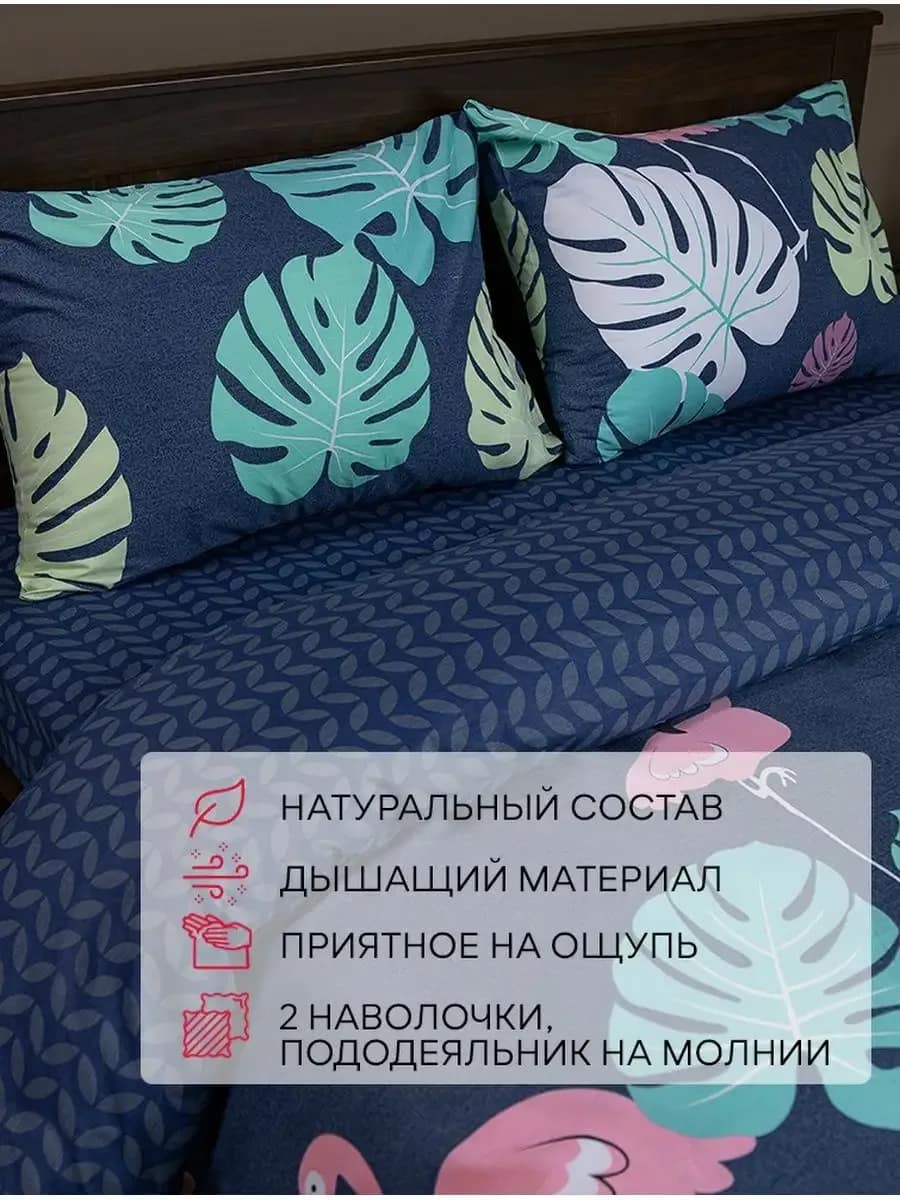 НАТУРАЛЬНЫЙ СОСТАВ
ДЫШАЩИЙ МАТЕРИАЛ
ПРИЯТНОЕ НА ОЩУПЬ
2 НАВОЛОЧКИ,
ПОДОДЕЯЛЬНИК НА МОЛНИИ